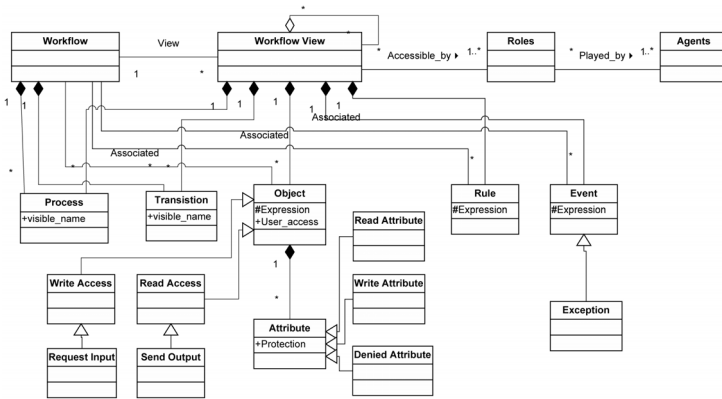 *
Workflow
View
Workflow View
*
Roles
Agents
1
*
*
Accessible_by
1..*
*
Played_by
1..*
1
1
1
1
1
1
Associated
Associated
Associated
*
*
*
*
*
*
*
Process
+visible_name
Transistion
+visible_name
Object
#Expression
+User_access
Rule
#Expression
Event
#Expression
Read Attribute
1
Write Access
Read Access
Write Attribute
*
Exception
Attribute
+Protection
Request Input
Send Output
Denied Attribute